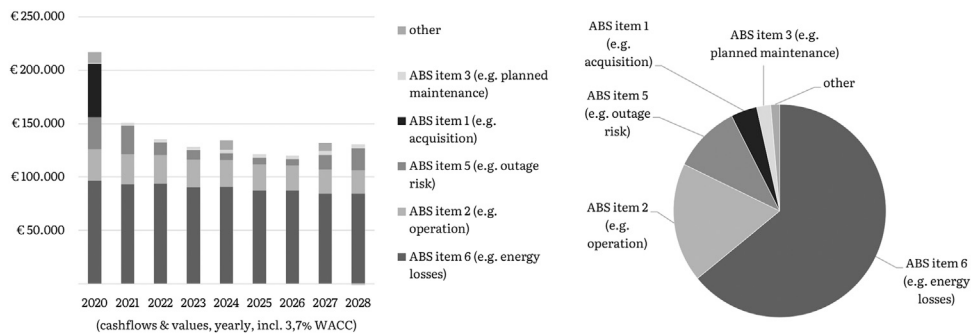 € 250.000
€ 200.000
€ 150.000
€ 100.000
€ 50.000
2020 2021 2022 2023 2024 2025 2026 2027 2028
(cashflows & values, yearly, incl. 3,7% WACC)
other
ABS item 3 (e.g. planned
maintenance)
ABS item 1 (e.g.
acquisition)
ABS item 5 (e.g. outage
risk)
ABS item 2 (e.g.
operation)
ABS item 6 (e.g. energy
losses)
ABS item 1
(e.g.
acquisition)
ABS item 3 (e.g.
planned maintenance)
other
ABS item 5
(e.g. outage
risk)
ABS item 2
(e.g.
operation)
ABS item 6
(e.g. energy
losses)